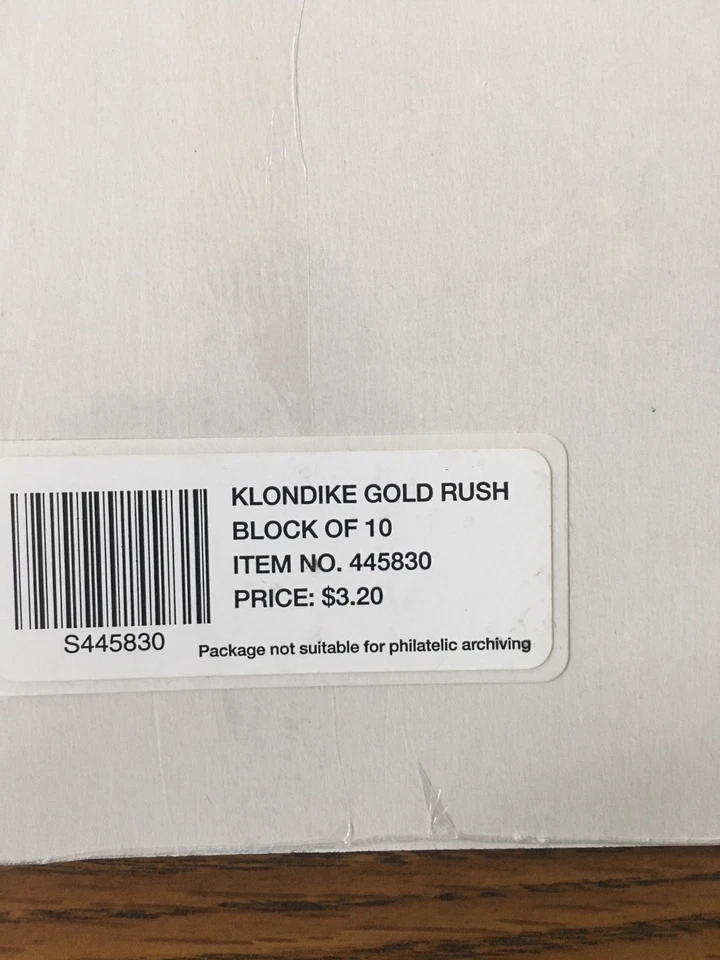 KLONDIKE GOLD RUSH
BLOCK OF 10
ITEM NO. 445830
PRICE: $3.20
S445830
Package not suitable for philatelic archiving